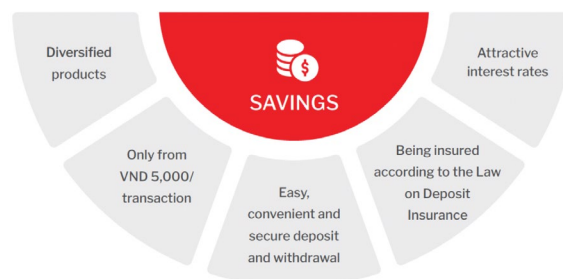 Diversified
products
$
SAVINGS
Attractive
interest rates
Only from
VND 5,000/
transaction
Easy,
convenient and
secure deposit
and withdrawal
Being insured
according to the Law
on Deposit
Insurance